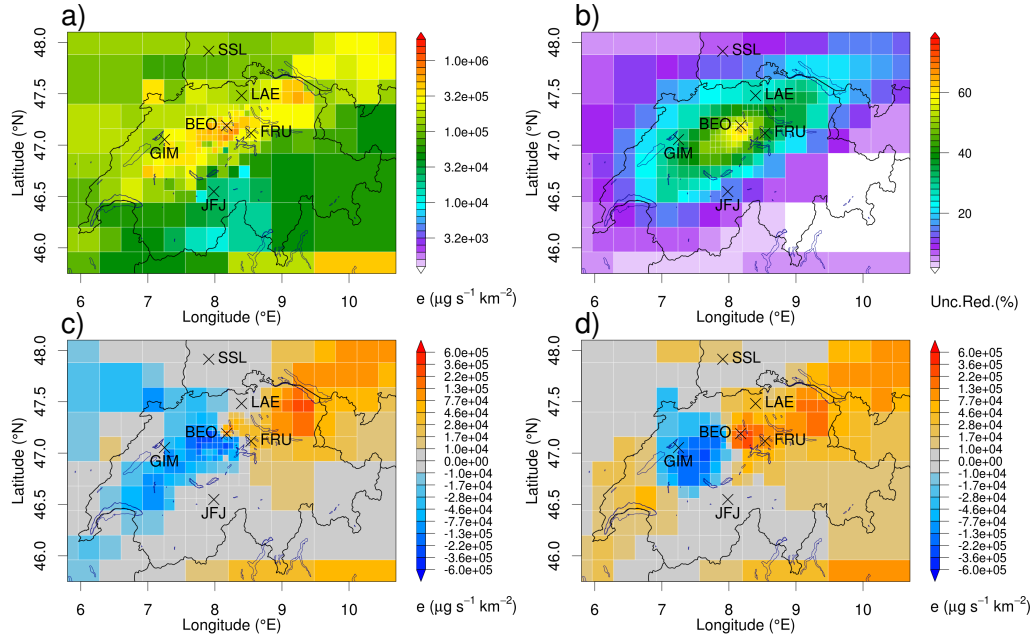 a)
48.0
47.5
47.0
46.5
46.0
Latitude (°N)
6 7 8 9 10
Longitude (°E)
SSL
LAE
BEO
FRU
GIM
JFJ
1.0e+06
3.2e+05
1.0e+05
3.2e+04
1.0e+04
3.2e+03
e (μg s⁻¹ km⁻²)
b)
48.0
47.5
47.0
46.5
46.0
Latitude (°N)
6 7 8 9 10
Longitude (°E)
SSL
LAE
BEO
FRU
GIM
JFJ
60
40
20
Unc.Red.(%)
c)
48.0
47.5
47.0
46.5
46.0
Latitude (°N)
6 7 8 9 10
Longitude (°E)
SSL
LAE
BEO
FRU
GIM
JFJ
6.0e+05
3.6e+05
2.2e+05
1.3e+05
7.7e+04
4.6e+04
2.8e+04
1.7e+04
1.0e+04
0.0e+00
-1.0e+04
-1.7e+04
-2.8e+04
-4.6e+04
-7.7e+04
-1.3e+05
-2.2e+05
-3.6e+05
-6.0e+05
e (μg s⁻¹ km⁻²)
d)
48.0
47.5
47.0
46.5
46.0
Latitude (°N)
6 7 8 9 10
Longitude (°E)
SSL
LAE
BEO
FRU
GIM
JFJ
6.0e+05
3.6e+05
2.2e+05
1.3e+05
7.7e+04
4.6e+04
2.8e+04
1.7e+04
1.0e+04
0.0e+00
-1.0e+04
-1.7e+04
-2.8e+04
-4.6e+04
-7.7e+04
-1.3e+05
-2.2e+05
-3.6e+05
-6.0e+05
e (μg s⁻¹ km⁻²)